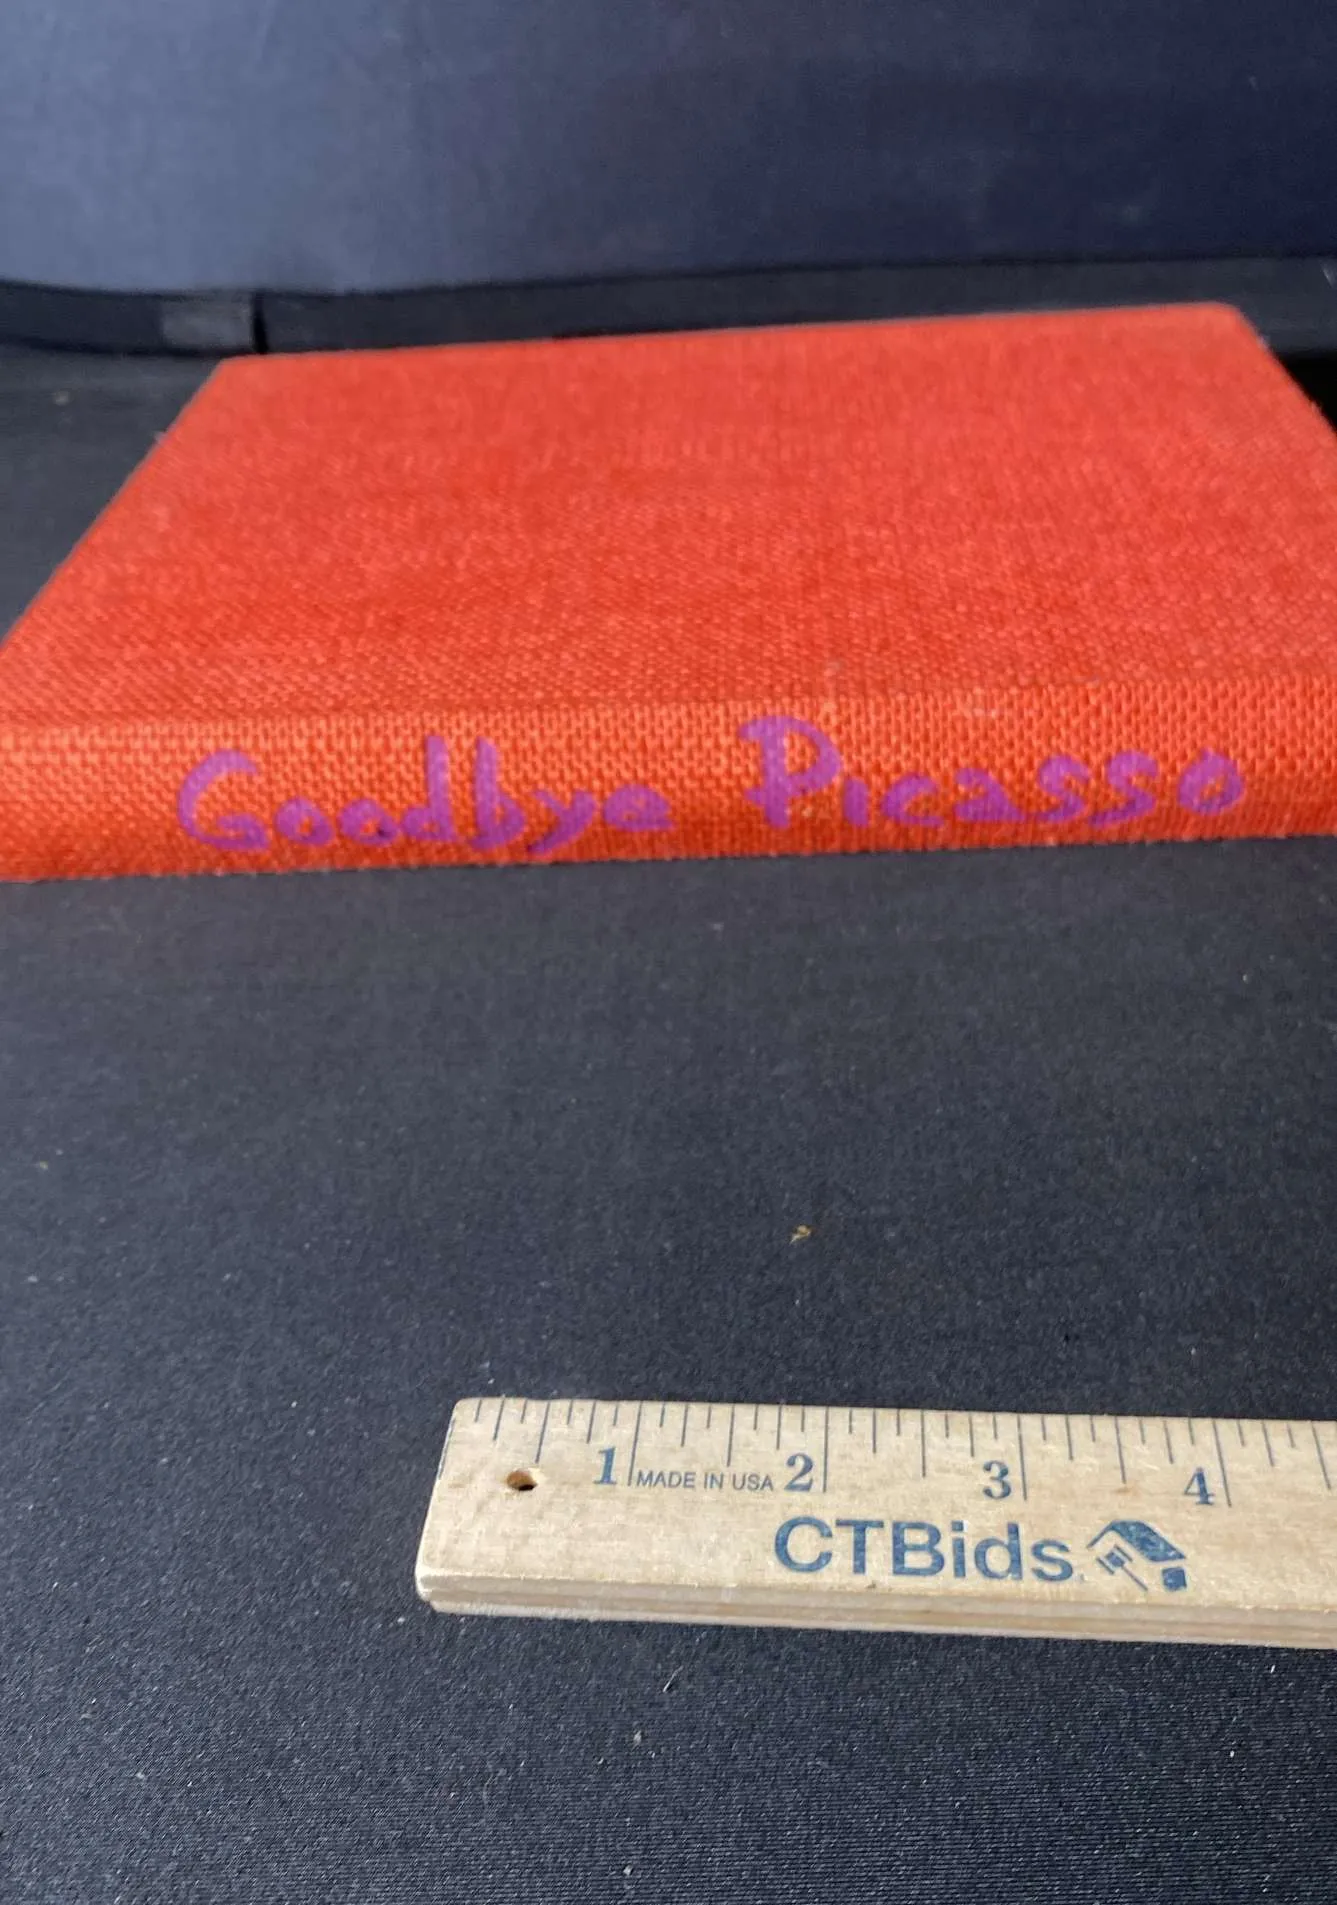 Goodbye Picasso
1 MADE IN USA 2 3 4
CTBids